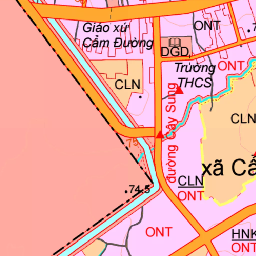 Giáo xứ
Cẩm Đường
ONT
DGD
Trường
THCS
ONT
CLN
CLN
đường Cây Sung
xã Cẩ
74.5
CLN
ONT
ONT
HNK
ONT